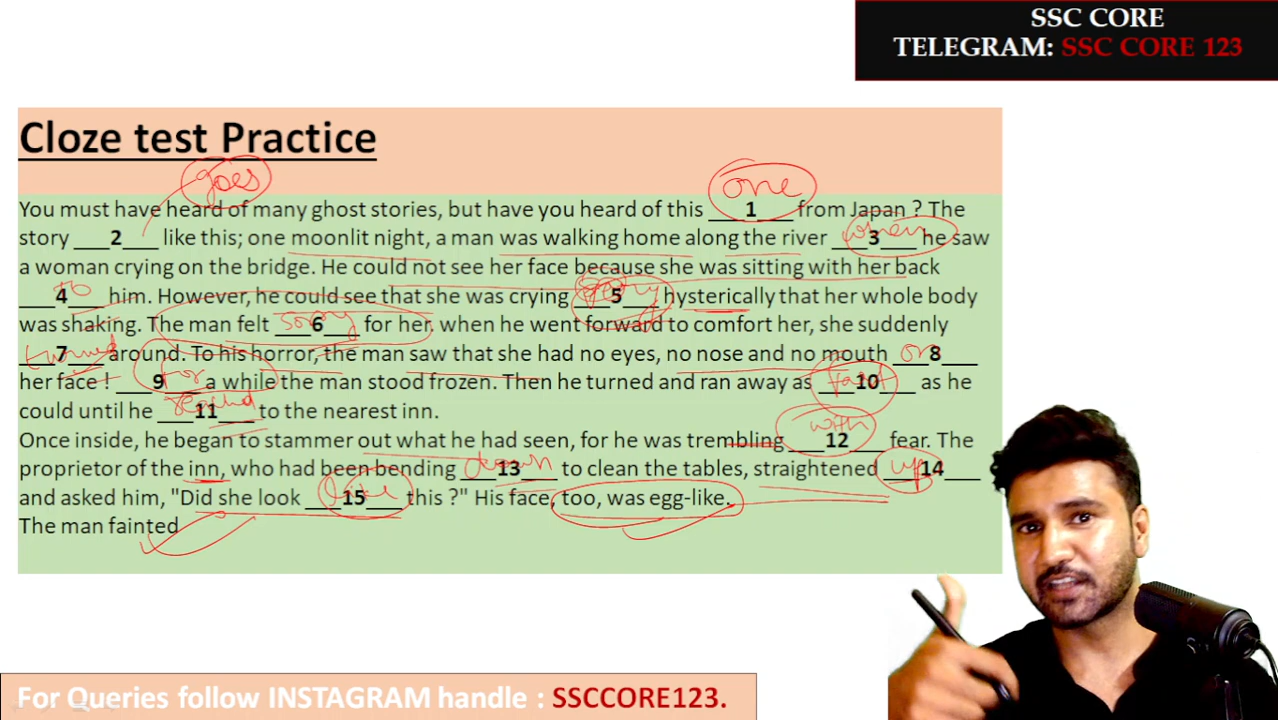 SSC CORE
TELEGRAM: SSC CORE 123
Cloze test Practice
goes
one
You must have heard of many ghost stories, but have you heard of this ___1___ from Japan ? The
story ___2___ like this; one moonlit night, a man was walking home along the river ___3___ he saw
when
a woman crying on the bridge. He could not see her face because she was sitting with her back
___4___ him. However, he could see that she was crying ___5___ hysterically that her whole body
to
was shaking. The man felt ___6___ for her. when he went forward to comfort her, she suddenly
sorry
___7___ around. To his horror, the man saw that she had no eyes, no nose and no mouth ___8___
turned
on
her face ! ___9___ a while the man stood frozen. Then he turned and ran away as ___10___ as he
for
fast
could until he ___11___ to the nearest inn.
with
Once inside, he began to stammer out what he had seen, for he was trembling ___12___ fear. The
proprietor of the inn, who had been bending ___13___ to clean the tables, straightened ___14___
down
up
and asked him, "Did she look ___15___ this ?" His face, too, was egg-like.
like
The man fainted
For Queries follow INSTAGRAM handle : SSCCORE123.